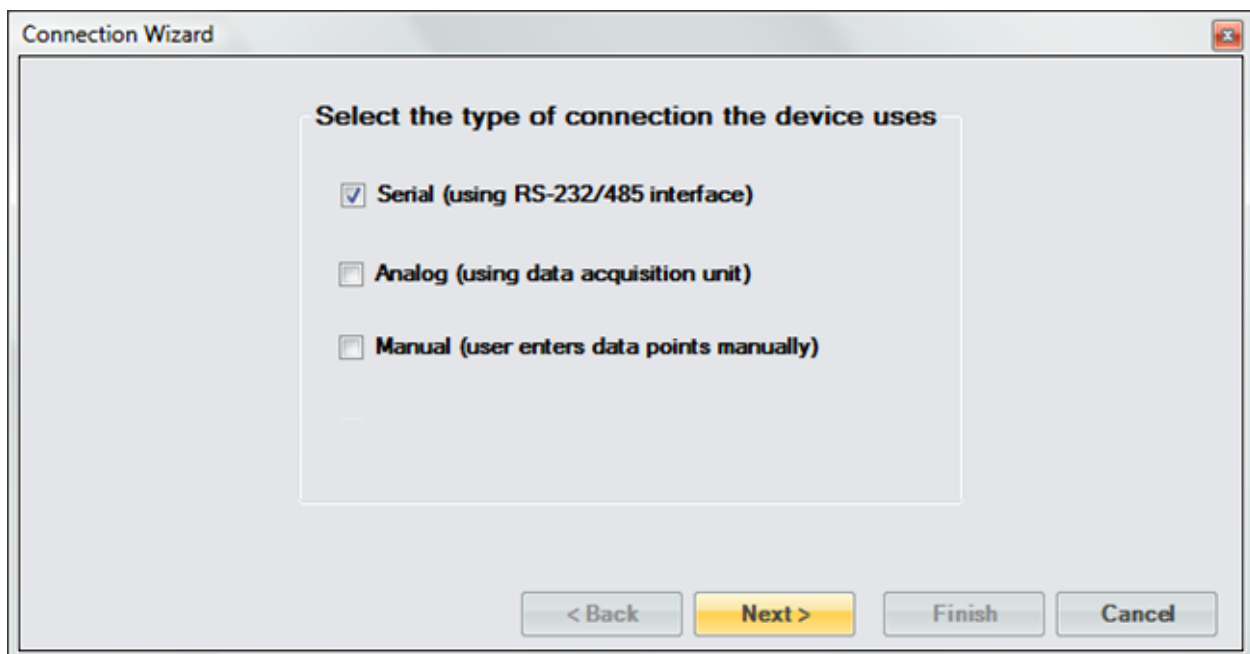 Connection Wizard
Select the type of connection the device uses
Serial (using RS-232/485 interface)
Analog (using data acquisition unit)
Manual (user enters data points manually)
< Back
Next >
Finish
Cancel